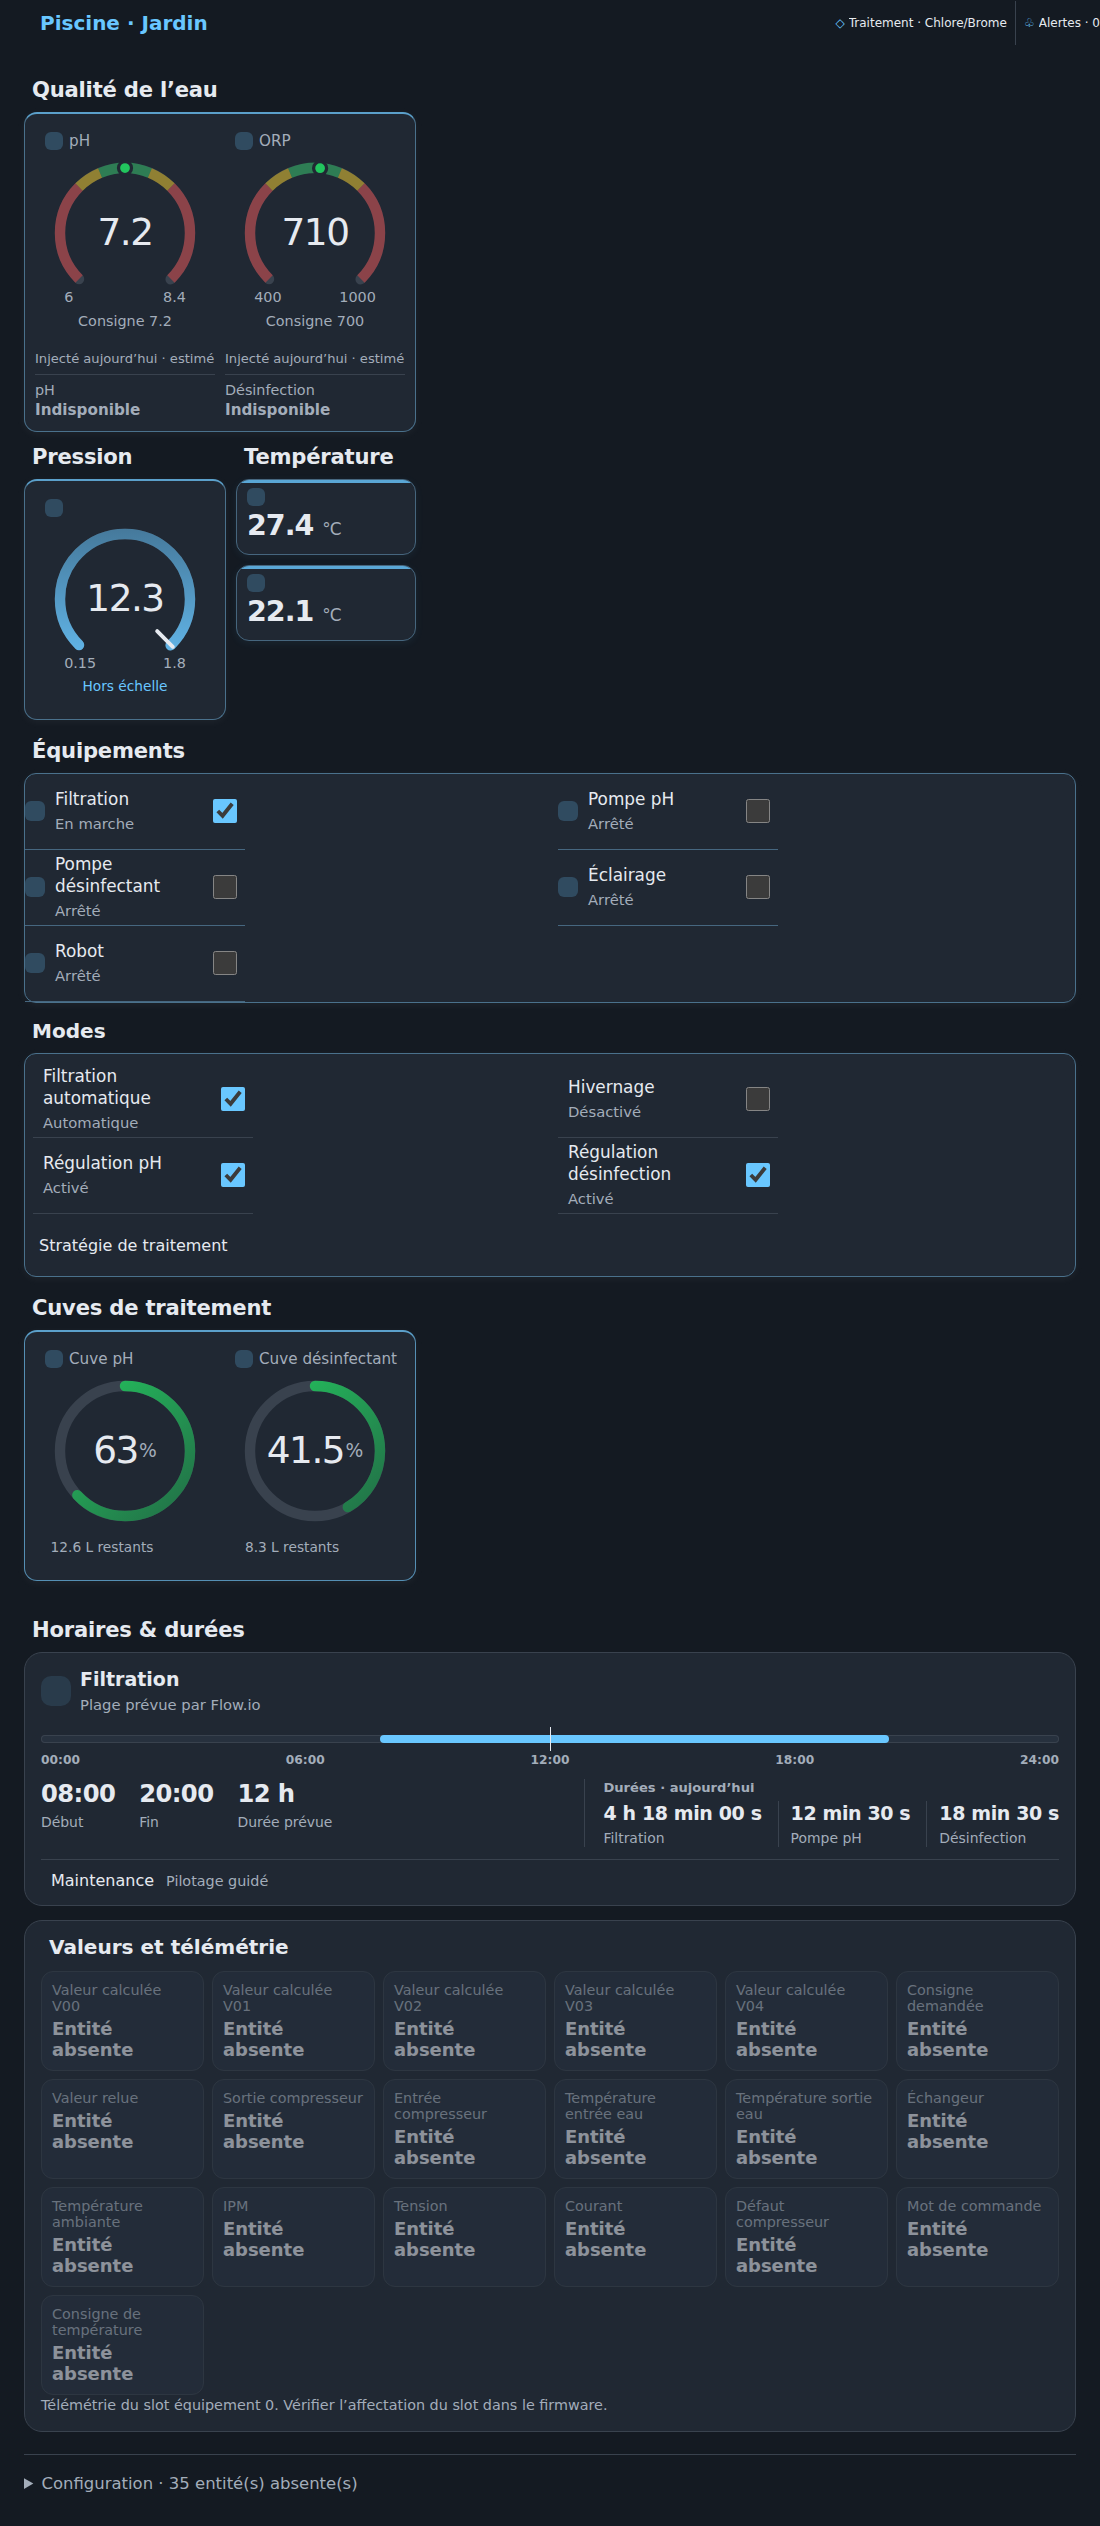 Piscine · Jardin
◇ Traitement · Chlore/Brome
♧ Alertes · 0
Qualité de l’eau
pH
ORP
7.2
710
6
8.4
400
1000
Consigne 7.2
Consigne 700
Injecté aujourd’hui · estimé
Injecté aujourd’hui · estimé
pH
Indisponible
Désinfection
Indisponible
Pression
Température
12.3
0.15
1.8
Hors échelle
27.4 °C
22.1 °C
Équipements
Filtration
En marche
Pompe pH
Arrêté
Pompe
désinfectant
Arrêté
Éclairage
Arrêté
Robot
Arrêté
Modes
Filtration
automatique
Automatique
Hivernage
Désactivé
Régulation pH
Activé
Régulation
désinfection
Activé
Stratégie de traitement
Cuves de traitement
Cuve pH
Cuve désinfectant
63%
41.5%
12.6 L restants
8.3 L restants
Horaires & durées
Filtration
Plage prévue par Flow.io
00:00
06:00
12:00
18:00
24:00
08:00
Début
20:00
Fin
12 h
Durée prévue
Durées · aujourd’hui
4 h 18 min 00 s
Filtration
12 min 30 s
Pompe pH
18 min 30 s
Désinfection
Maintenance Pilotage guidé
Valeurs et télémétrie
Valeur calculée
V00
Entité
absente
Valeur calculée
V01
Entité
absente
Valeur calculée
V02
Entité
absente
Valeur calculée
V03
Entité
absente
Valeur calculée
V04
Entité
absente
Consigne
demandée
Entité
absente
Valeur relue
Entité
absente
Sortie compresseur
Entité
absente
Entrée
compresseur
Entité
absente
Température
entrée eau
Entité
absente
Température sortie
eau
Entité
absente
Échangeur
Entité
absente
Température
ambiante
Entité
absente
IPM
Entité
absente
Tension
Entité
absente
Courant
Entité
absente
Défaut
compresseur
Entité
absente
Mot de commande
Entité
absente
Consigne de
température
Entité
absente
Télémétrie du slot équipement 0. Vérifier l’affectation du slot dans le firmware.
▶ Configuration · 35 entité(s) absente(s)